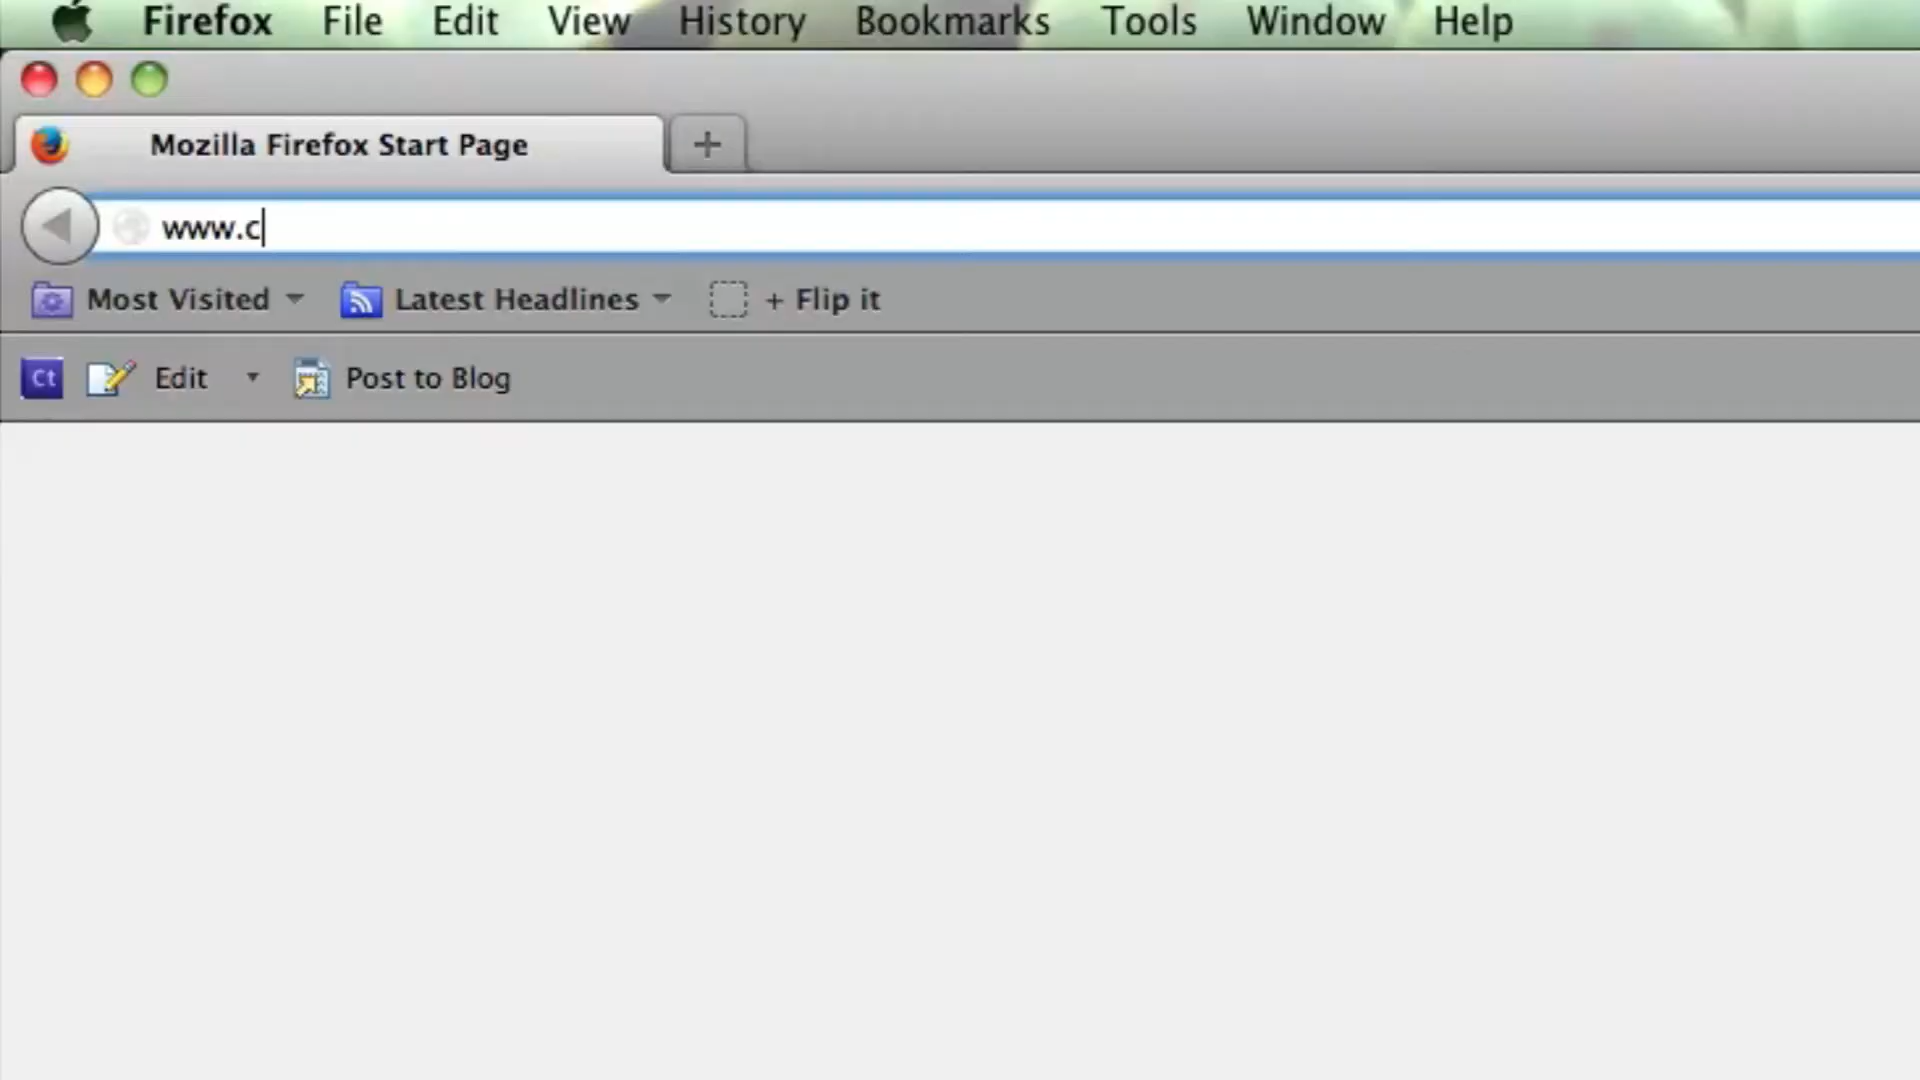 Firefox File Edit View History Bookmarks Tools Window Help
Mozilla Firefox Start Page +
www.c
Most Visited Latest Headlines + Flip it
Ct Edit Post to Blog